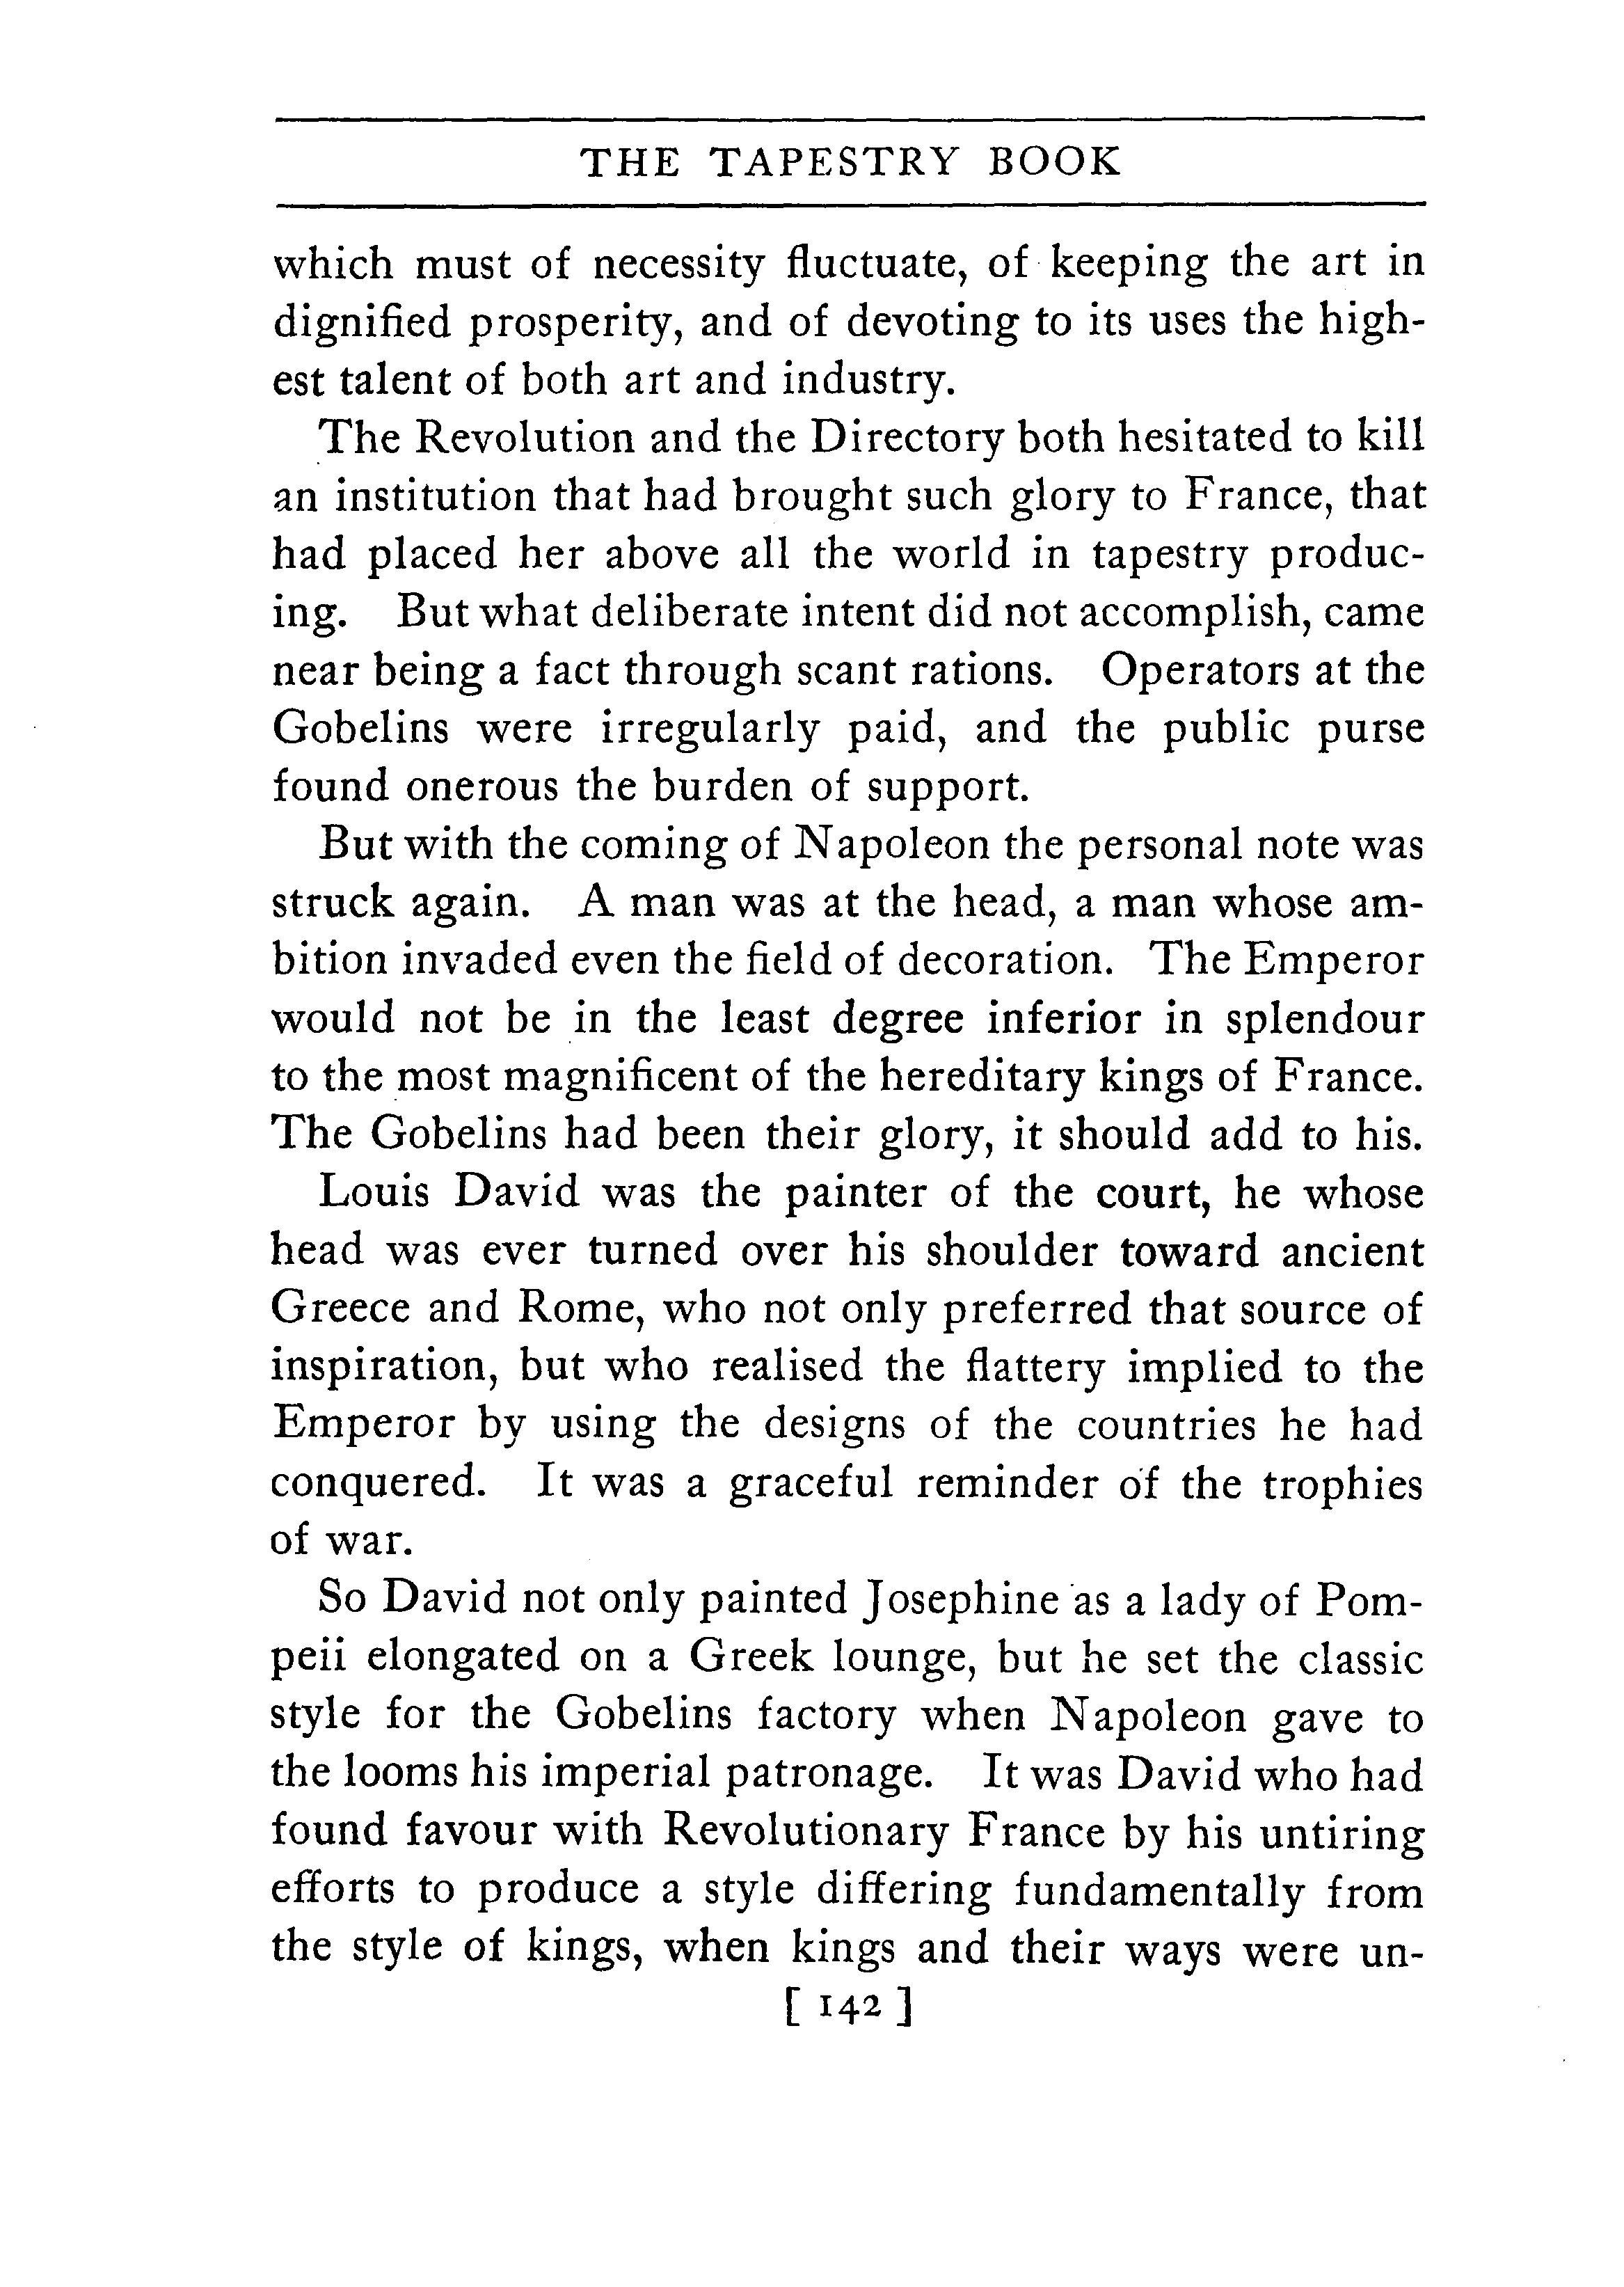 THE TAPESTRY BOOK
which must of necessity fluctuate, of keeping the art in
dignified prosperity, and of devoting to its uses the high-
est talent of both art and industry.
The Revolution and the Directory both hesitated to kill
an institution that had brought such glory to France, that
had placed her above all the world in tapestry produc-
ing. But what deliberate intent did not accomplish, came
near being a fact through scant rations. Operators at the
Gobelins were irregularly paid, and the public purse
found onerous the burden of support.
But with the coming of Napoleon the personal note was
struck again. A man was at the head, a man whose am-
bition invaded even the field of decoration. The Emperor
would not be in the least degree inferior in splendour
to the most magnificent of the hereditary kings of France.
The Gobelins had been their glory, it should add to his.
Louis David was the painter of the court, he whose
head was ever turned over his shoulder toward ancient
Greece and Rome, who not only preferred that source of
inspiration, but who realised the flattery implied to the
Emperor by using the designs of the countries he had
conquered. It was a graceful reminder of the trophies
of war.
So David not only painted Josephine as a lady of Pom-
peii elongated on a Greek lounge, but he set the classic
style for the Gobelins factory when Napoleon gave to
the looms his imperial patronage. It was David who had
found favour with Revolutionary France by his untiring
efforts to produce a style differing fundamentally from
the style of kings, when kings and their ways were un-
[ 142 ]